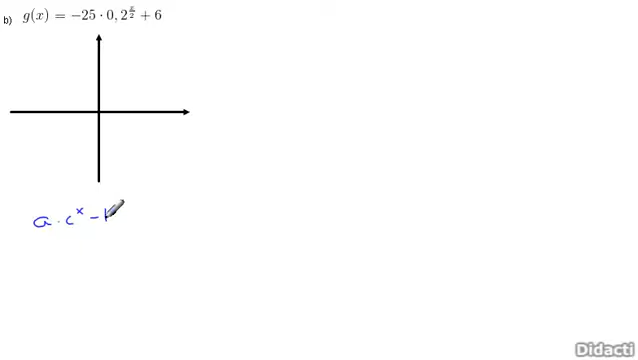 b) g(x) = −25 · 0, 2^{x/2} + 6
a · c^x −
Didacti